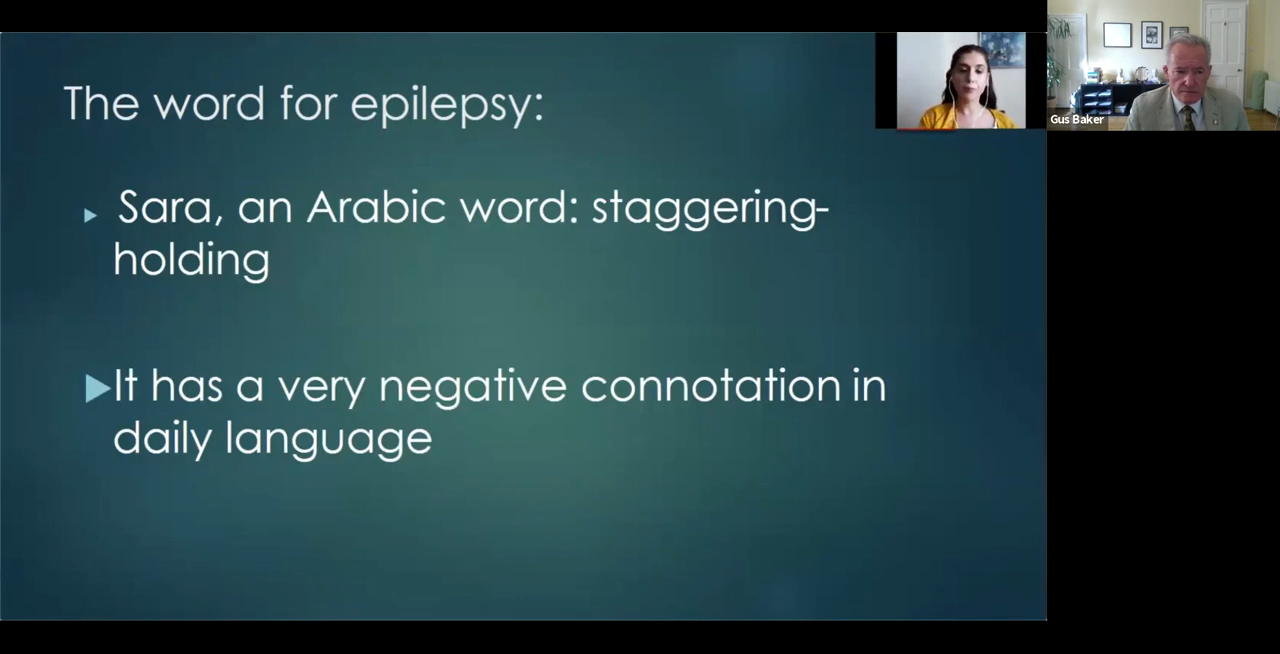 The word for epilepsy:
Sara, an Arabic word: staggering-
holding
It has a very negative connotation in
daily language
Gus Baker